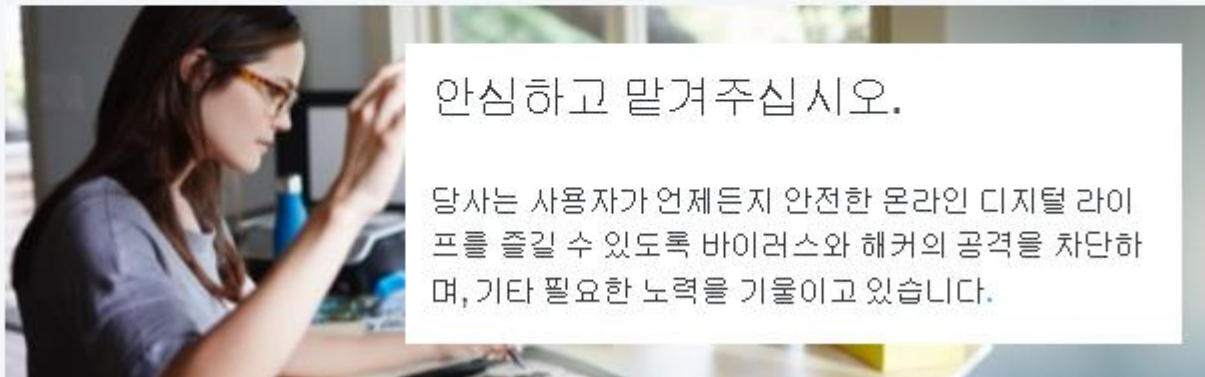 안심하고 맡겨주십시오.
당사는 사용자가 언제든지 안전한 온라인 디지털 라이
프를 즐길 수 있도록 바이러스와 해커의 공격을 차단하
며, 기타 필요한 노력을 기울이고 있습니다.